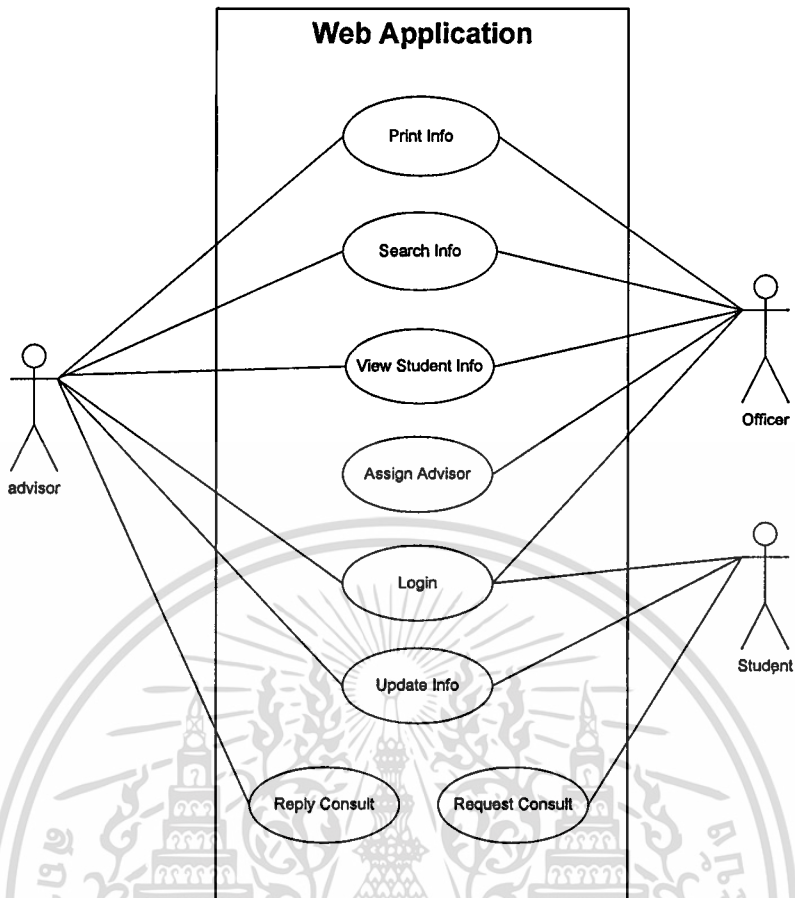 Web Application
Print Info
Search Info
View Student Info
Assign Advisor
Login
Update Info
Reply Consult
Request Consult
advisor
Officer
Student